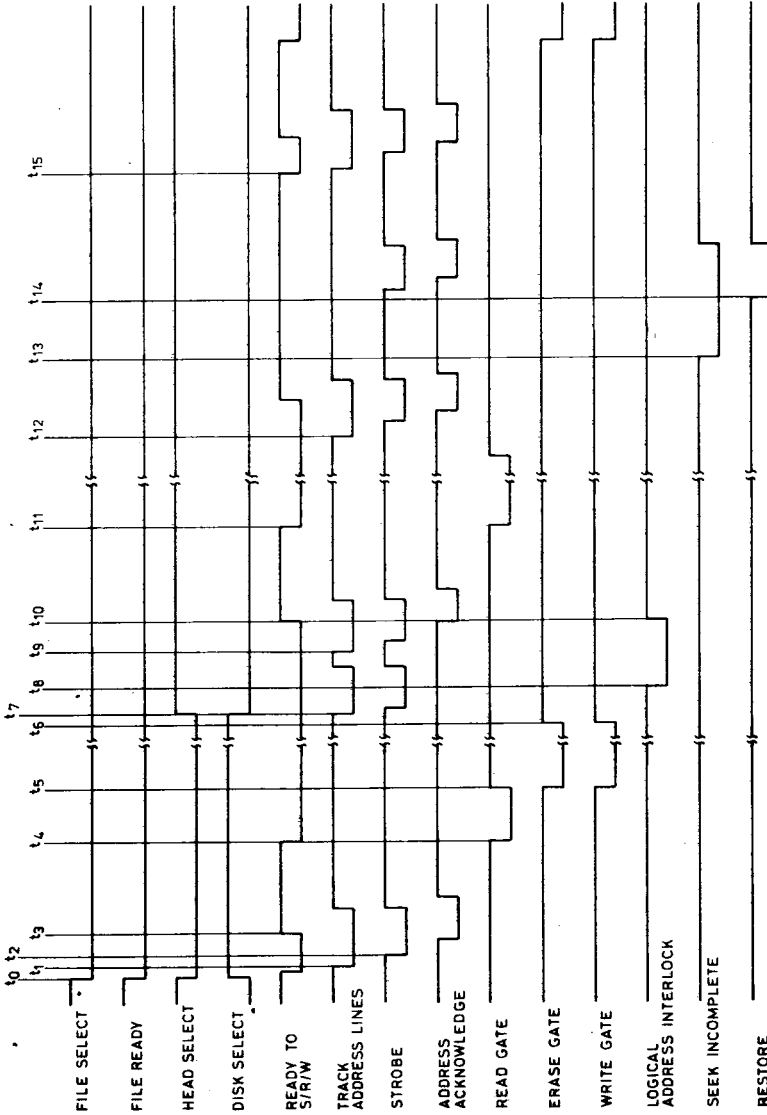 t0
t1
t2
t3
t4
t5
t6
t7
t8
t9
t10
t11
t12
t13
t14
t15
FILE SELECT
FILE READY
HEAD SELECT
DISK SELECT
READY TO
S/R/W
TRACK
ADDRESS LINES
STROBE
ADDRESS
ACKNOWLEDGE
READ GATE
ERASE GATE
WRITE GATE
LOGICAL
ADDRESS INTERLOCK
SEEK INCOMPLETE
RESTORE